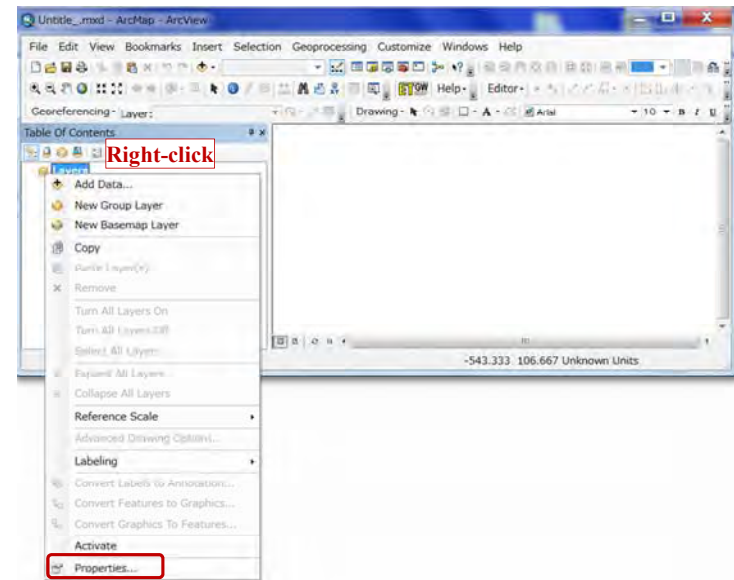 Untitle_.mxd - ArcMap - ArcView
File Edit View Bookmarks Insert Selection Geoprocessing Customize Windows Help
Help- Editor-
Georeferencing- Layer: Drawing- A - Arial 10 B I U
Table Of Contents
Right-click
Layers
Add Data...
New Group Layer
New Basemap Layer
Copy
Paste Layer(s)
Remove
Turn All Layers On
Turn All Layers Off
Select All Layers
Expand All Layers
Collapse All Layers
Reference Scale
Advanced Drawing Options...
Labeling
Convert Labels to Annotation...
Convert Features to Graphics...
Convert Graphics To Features...
Activate
Properties...
-543.333 106.667 Unknown Units